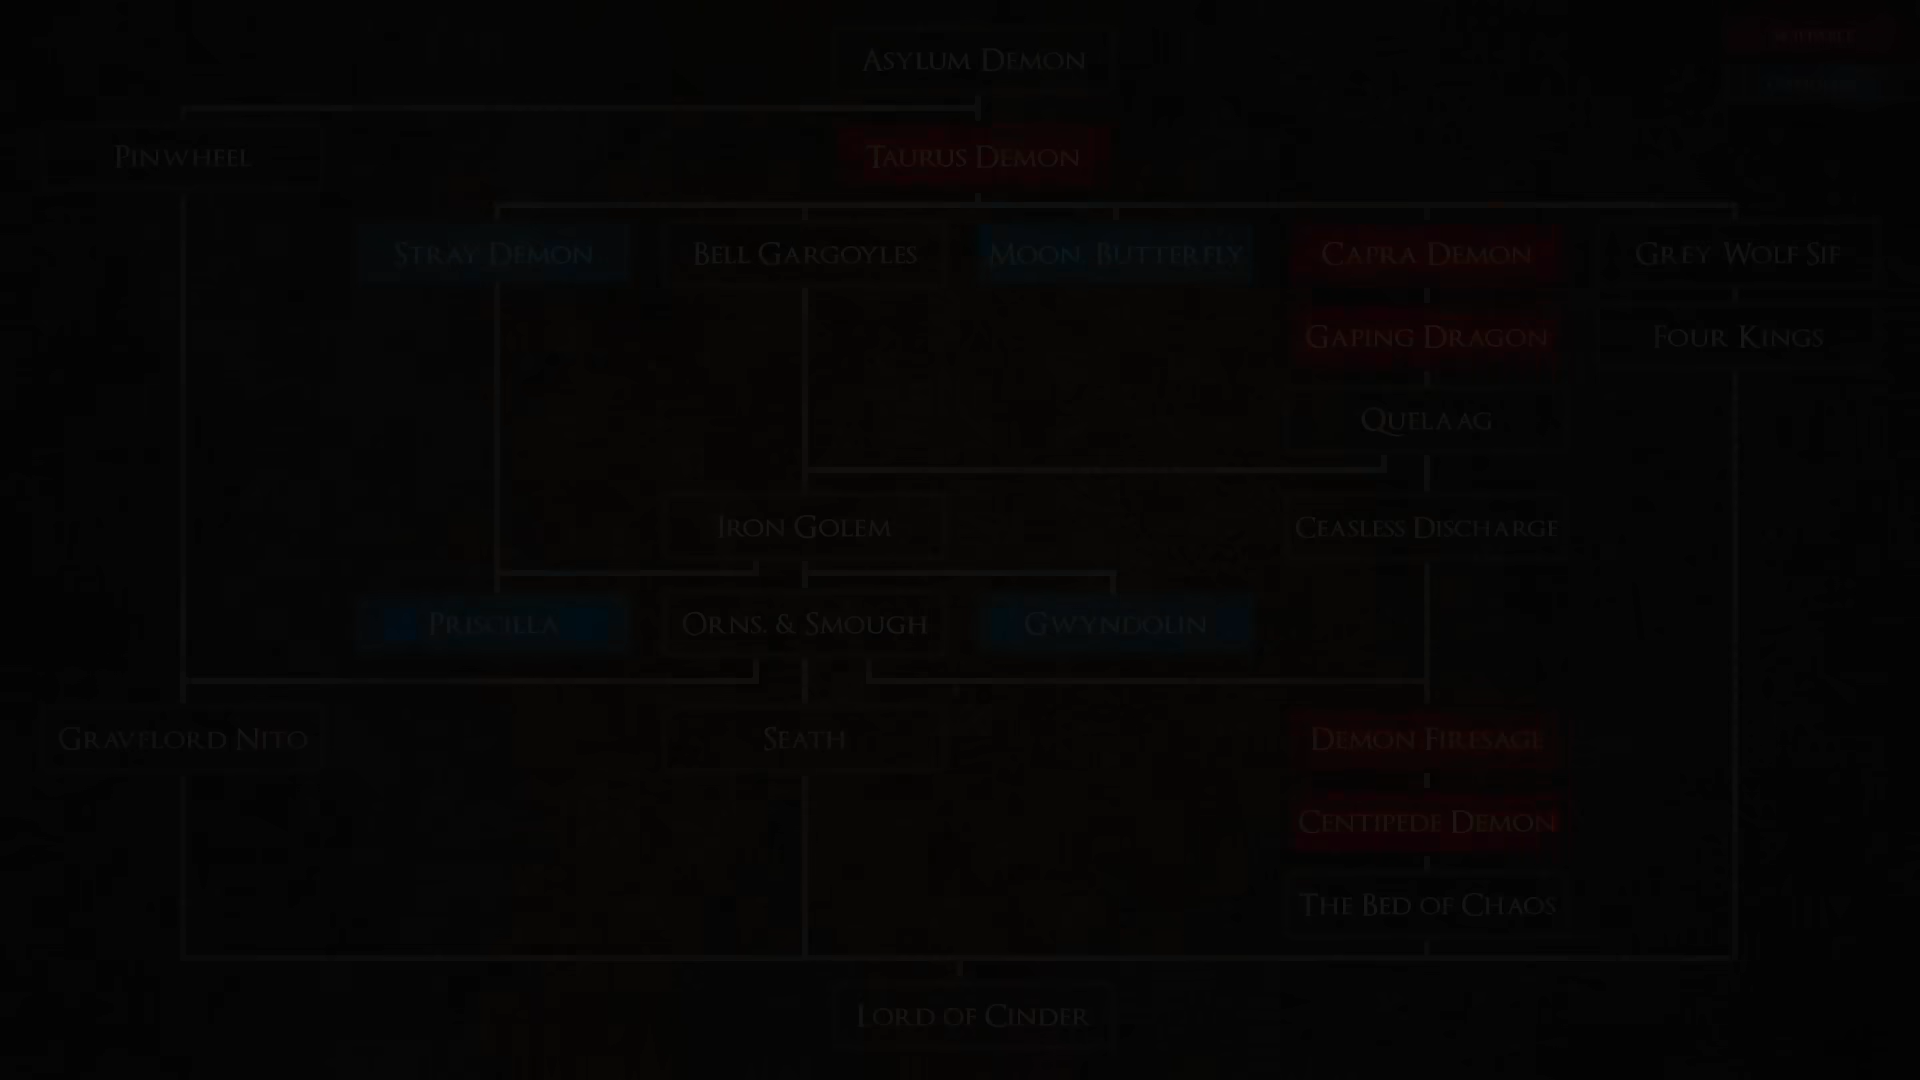 ASYLUM DEMON
PINWHEEL
TAURUS DEMON
STRAY DEMON
BELL GARGOYLES
MOON. BUTTERFLY
CAPRA DEMON
GREY WOLF SIF
GAPING DRAGON
FOUR KINGS
QUELAAG
IRON GOLEM
CEASLESS DISCHARGE
PRISCILLA
ORNS. & SMOUGH
GWYNDOLIN
GRAVELORD NITO
SEATH
DEMON FIRESAGE
CENTIPEDE DEMON
THE BED OF CHAOS
LORD OF CINDER